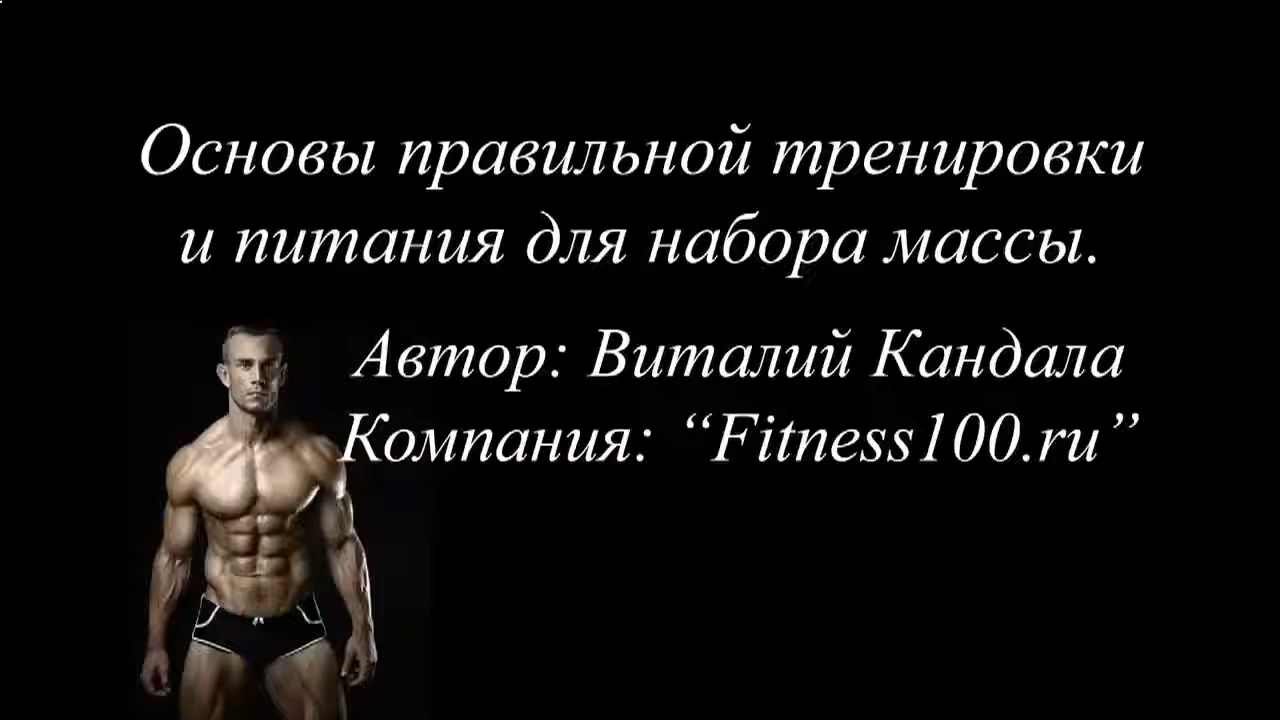 Основы правильной тренировки
и питания для набора массы.
Автор: Виталий Кандала
Компания: “Fitness100.ru”